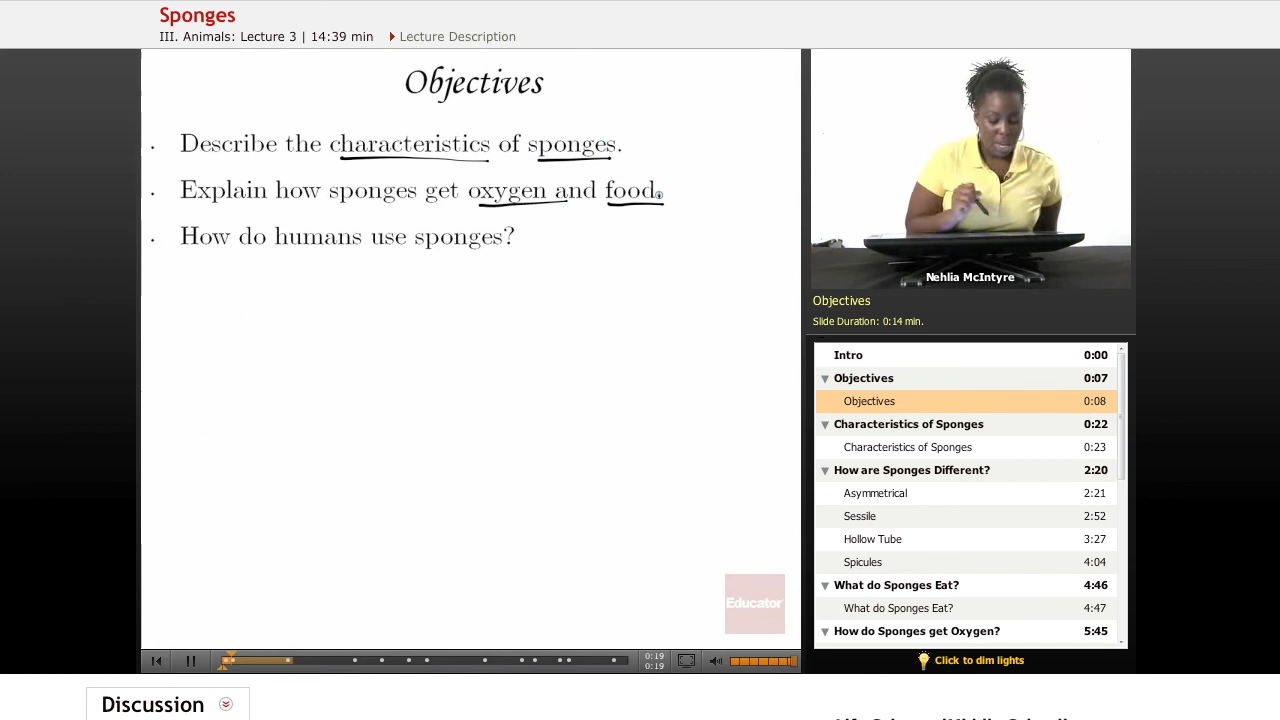 Sponges
III. Animals: Lecture 3 | 14:39 min Lecture Description
Objectives
· Describe the characteristics of sponges.
· Explain how sponges get oxygen and food.
· How do humans use sponges?
Educator
0:19
0:19
Nehlia McIntyre
Objectives
Slide Duration: 0:14 min.
Intro 0:00
Objectives 0:07
Objectives 0:08
Characteristics of Sponges 0:22
Characteristics of Sponges 0:23
How are Sponges Different? 2:20
Asymmetrical 2:21
Sessile 2:52
Hollow Tube 3:27
Spicules 4:04
What do Sponges Eat? 4:46
What do Sponges Eat? 4:47
How do Sponges get Oxygen? 5:45
Click to dim lights
Discussion